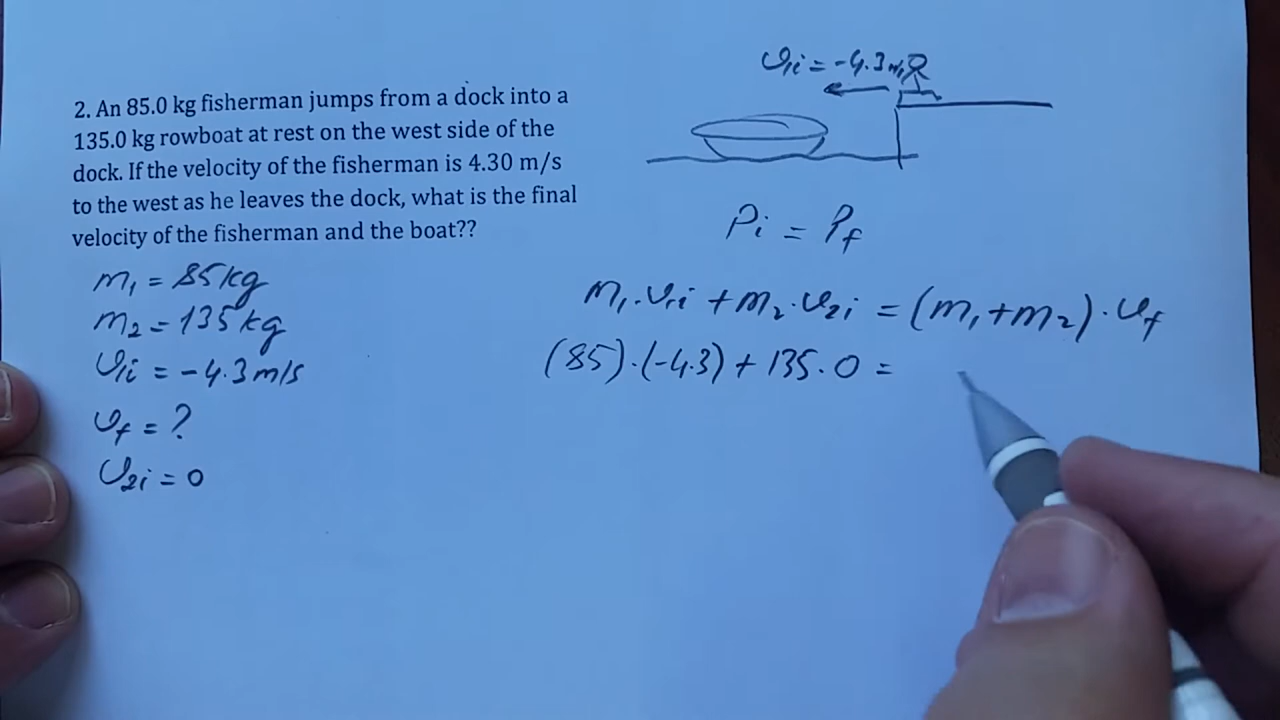 2. An 85.0 kg fisherman jumps from a dock into a
135.0 kg rowboat at rest on the west side of the
dock. If the velocity of the fisherman is 4.30 m/s
to the west as he leaves the dock, what is the final
velocity of the fisherman and the boat??
m₁ = 85 kg
m₂ = 135 kg
v₁ᵢ = -4.3 m/s
v_f = ?
v₂ᵢ = 0
v₁ᵢ = -4.3 m/s
Pᵢ = P_f
m₁·v₁ᵢ + m₂·v₂ᵢ = (m₁+m₂)·v_f
(85)·(-4.3) + 135·0 =